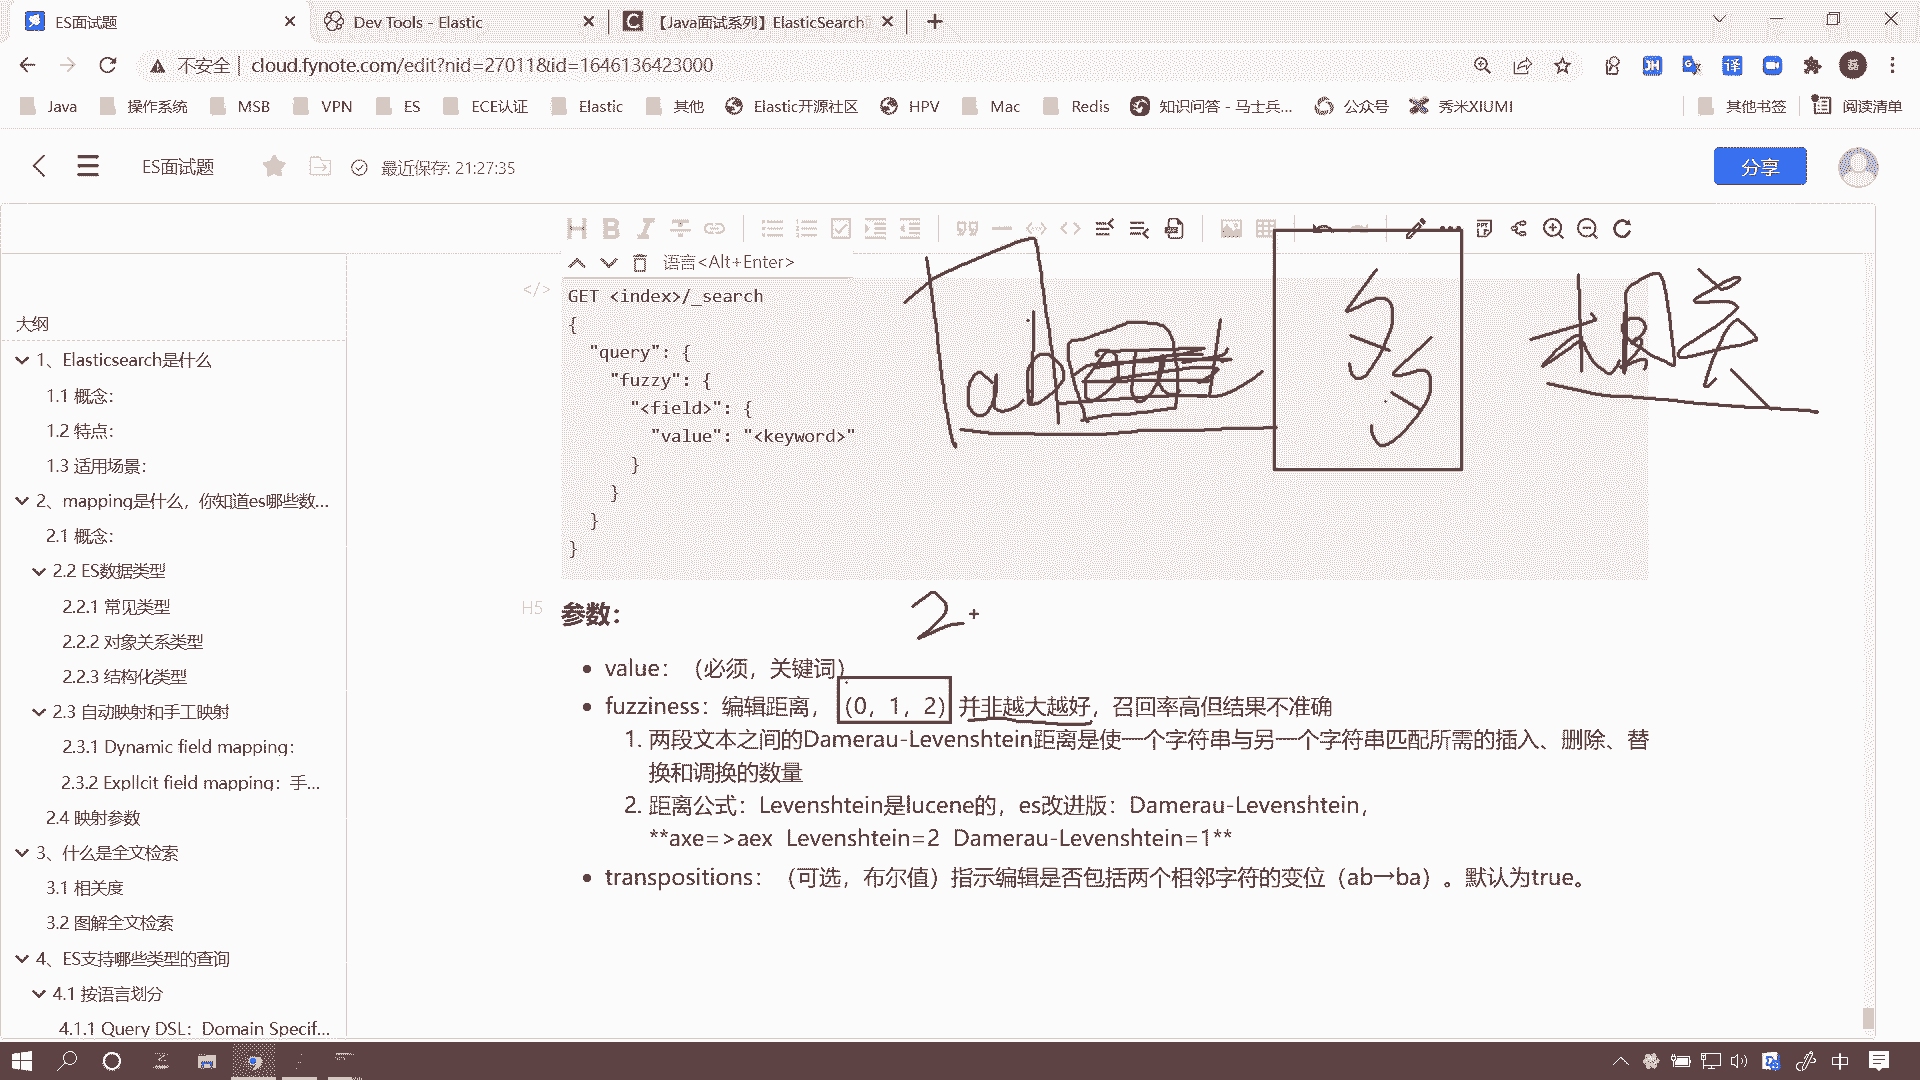 ES面试题
Dev Tools - Elastic
【Java面试系列】ElasticSearch
不安全 | cloud.fynote.com/edit?nid=27011&id=1646136423000
Java 操作系统 MSB VPN ES ECE认证 Elastic 其他 Elastic开源社区 HPV Mac Redis 知识问答 - 马士兵... 公众号 秀米XIUMI 其他书签 阅读清单
ES面试题 最近保存: 21:27:35 分享
大纲
1、Elasticsearch是什么
1.1 概念：
1.2 特点：
1.3 适用场景：
2、mapping是什么，你知道es哪些数...
2.1 概念：
2.2 ES数据类型
2.2.1 常见类型
2.2.2 对象关系类型
2.2.3 结构化类型
2.3 自动映射和手工映射
2.3.1 Dynamic field mapping：
2.3.2 Expllcit field mapping：手...
2.4 映射参数
3、什么是全文检索
3.1 相关度
3.2 图解全文检索
4、ES支持哪些类型的查询
4.1 按语言划分
4.1.1 Query DSL：Domain Specif...
语言<Alt+Enter>
GET <index>/_search
{
"query": {
"fuzzy": {
"<field>": {
"value": "<keyword>"
}
}
}
}
ab
多
相关
2
H5 参数：
value：（必须，关键词）
fuzziness：编辑距离，（0，1，2）并非越大越好，召回率高但结果不准确
1. 两段文本之间的Damerau-Levenshtein距离是使一个字符串与另一个字符串匹配所需的插入、删除、替
换和调换的数量
2. 距离公式：Levenshtein是lucene的，es改进版：Damerau-Levenshtein，
**axe=>aex Levenshtein=2 Damerau-Levenshtein=1**
transpositions：（可选，布尔值）指示编辑是否包括两个相邻字符的变位（ab→ba）。默认为true。
中